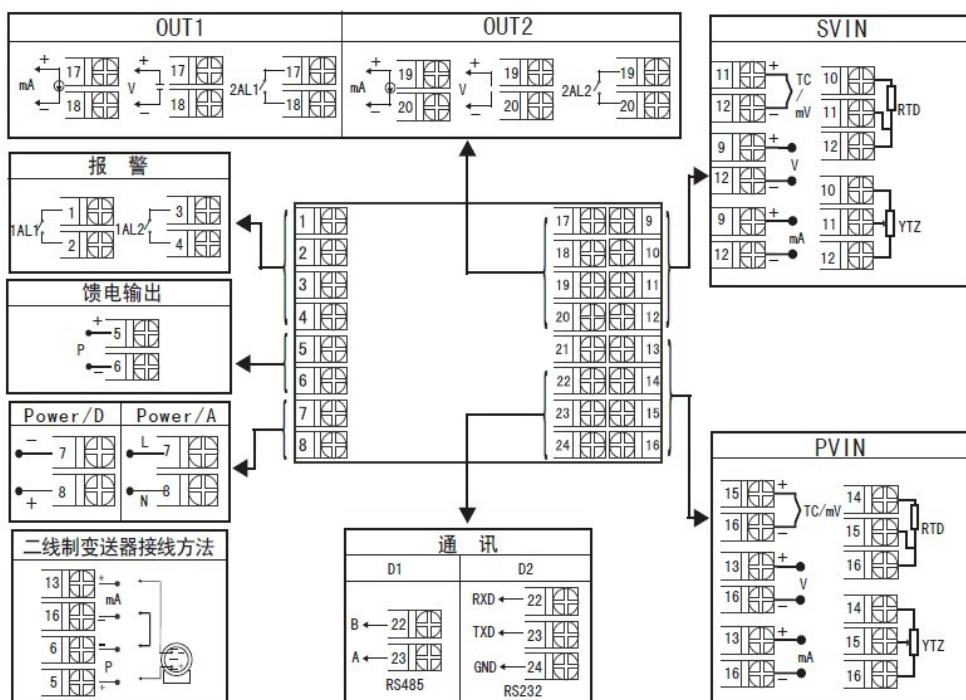 OUT1
mA + - 17 18
V + - 17 18
2AL1 17 18
OUT2
mA + - 19 20
V + - 19 20
2AL2 19 20
SVIN
11 + TC
/
12 - mV
9 + V
12 -
9 + mA
12 -
10
11 RTD
12
10
11 YTZ
12
报 警
1AL1 1 2
1AL2 3 4
馈电输出
P + 5
- 6
Power/D
- 7
+ 8
Power/A
L 7
N 8
1
2
3
4
5
6
7
8
17 9
18 10
19 11
20 12
21 13
22 14
23 15
24 16
二线制变送器接线方法
13 +
mA
16 -
6 -
P
5 +
通 讯
D1
B 22
A 23
RS485
D2
RXD 22
TXD 23
GND 24
RS232
PVIN
15 + TC/mV
16 -
13 + V
16 -
13 + mA
16 -
14
15 RTD
16
14
15 YTZ
16